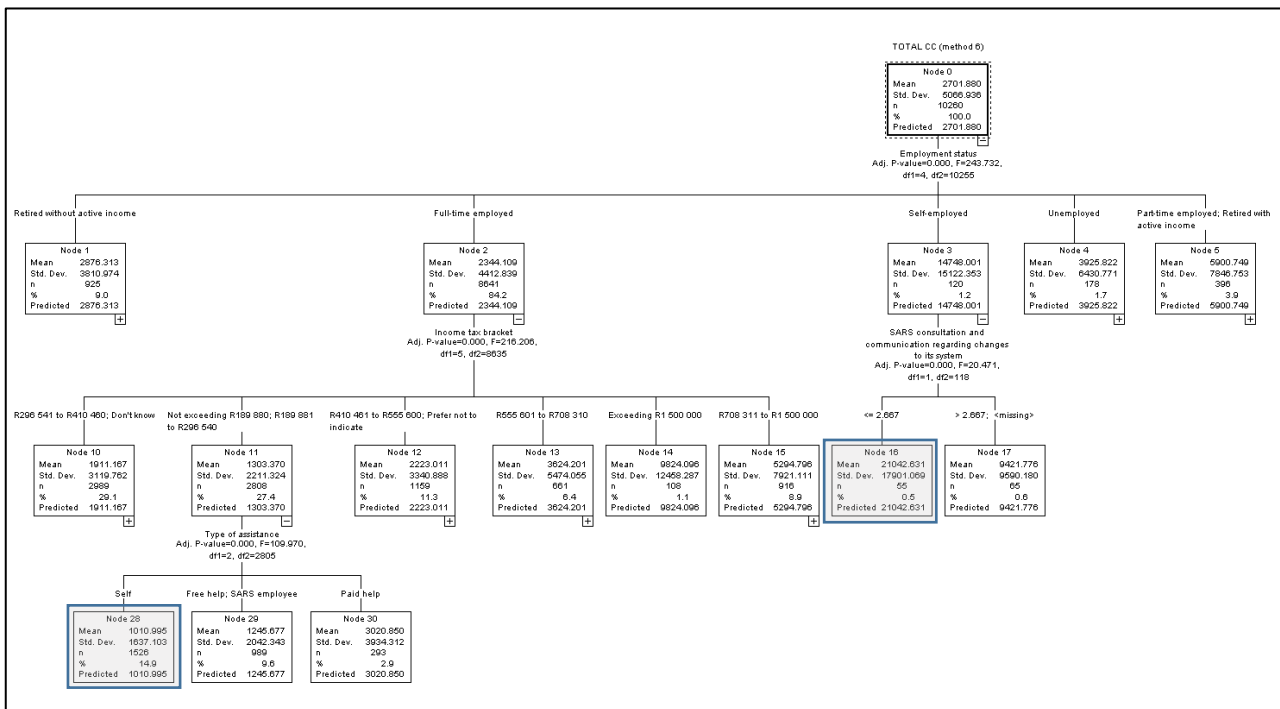 TOTAL CC (method 6)
Node 0
Mean 2701.880
Std. Dev. 5066.936
n 10260
% 100.0
Predicted 2701.880
Employment status
Adj. P-value=0.000, F=243.732,
df1=4, df2=10255
Retired without active income
Full-time employed
Self-employed
Unemployed
Part-time employed; Retired with
active income
Node 1
Mean 2876.313
Std. Dev. 3810.974
n 925
% 9.0
Predicted 2876.313
Node 2
Mean 2344.109
Std. Dev. 4412.839
n 8641
% 84.2
Predicted 2344.109
Node 3
Mean 14748.001
Std. Dev. 15122.353
n 120
% 1.2
Predicted 14748.001
Node 4
Mean 3925.822
Std. Dev. 6430.771
n 178
% 1.7
Predicted 3925.822
Node 5
Mean 5900.749
Std. Dev. 7846.753
n 396
% 3.9
Predicted 5900.749
Income tax bracket
Adj. P-value=0.000, F=216.206,
df1=5, df2=8635
SARS consultation and
communication regarding changes
to its system
Adj. P-value=0.000, F=20.471,
df1=1, df2=118
R296 541 to R410 460; Don't know
Not exceeding R189 880; R189 881
to R296 540
R410 461 to R555 600; Prefer not to
indicate
R555 601 to R708 310
Exceeding R1 500 000
R708 311 to R1 500 000
<= 2.667
> 2.667; <missing>
Node 10
Mean 1911.167
Std. Dev. 3119.762
n 2989
% 29.1
Predicted 1911.167
Node 11
Mean 1303.370
Std. Dev. 2211.324
n 2808
% 27.4
Predicted 1303.370
Node 12
Mean 2223.011
Std. Dev. 3340.888
n 1159
% 11.3
Predicted 2223.011
Node 13
Mean 3624.201
Std. Dev. 5474.055
n 661
% 6.4
Predicted 3624.201
Node 14
Mean 9824.096
Std. Dev. 12458.287
n 108
% 1.1
Predicted 9824.096
Node 15
Mean 5294.796
Std. Dev. 7921.111
n 916
% 8.9
Predicted 5294.796
Node 16
Mean 21042.631
Std. Dev. 17901.069
n 55
% 0.5
Predicted 21042.631
Node 17
Mean 9421.776
Std. Dev. 9590.180
n 65
% 0.6
Predicted 9421.776
Type of assistance
Adj. P-value=0.000, F=109.970,
df1=2, df2=2805
Self
Free help; SARS employee
Paid help
Node 28
Mean 1010.995
Std. Dev. 1637.103
n 1526
% 14.9
Predicted 1010.995
Node 29
Mean 1245.677
Std. Dev. 2042.343
n 989
% 9.6
Predicted 1245.677
Node 30
Mean 3020.850
Std. Dev. 3934.312
n 293
% 2.9
Predicted 3020.850